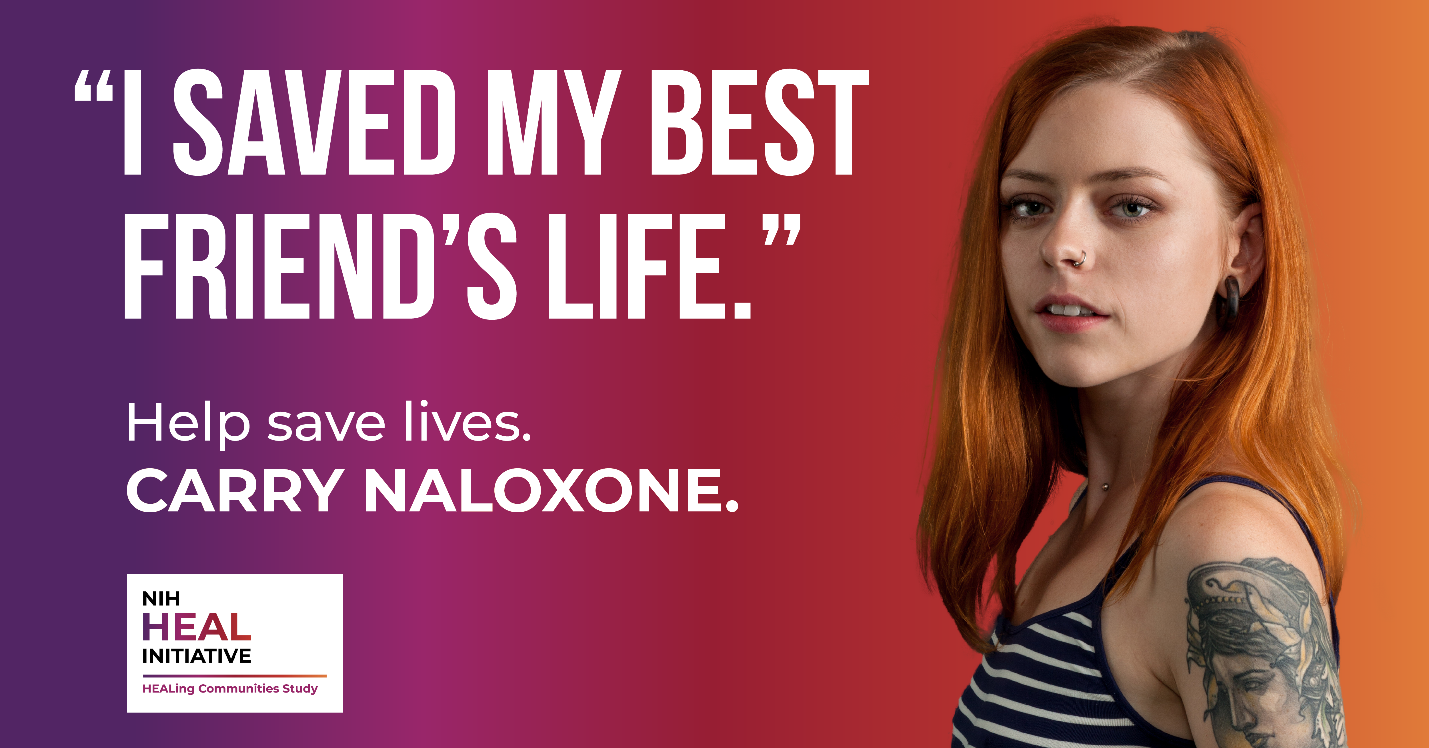 “I SAVED MY BEST
FRIEND’S LIFE.”
Help save lives.
CARRY NALOXONE.
NIH
HEAL
INITIATIVE
HEALing Communities Study